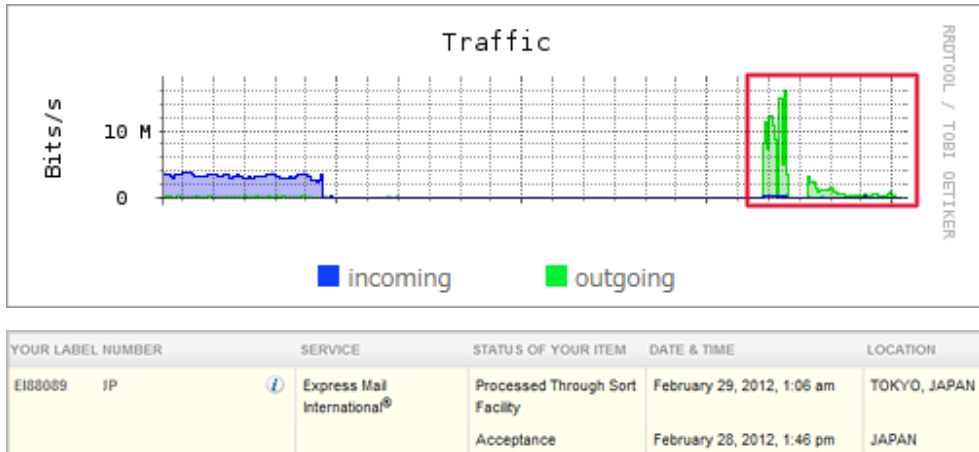 Traffic
Bits/s
10 M
0
RRDTOOL / TOBI OETIKER
incoming outgoing
YOUR LABEL NUMBER SERVICE STATUS OF YOUR ITEM DATE & TIME LOCATION
EI88089 JP i Express Mail Processed Through Sort February 29, 2012, 1:06 am TOKYO, JAPAN
International® Facility
Acceptance February 28, 2012, 1:46 pm JAPAN